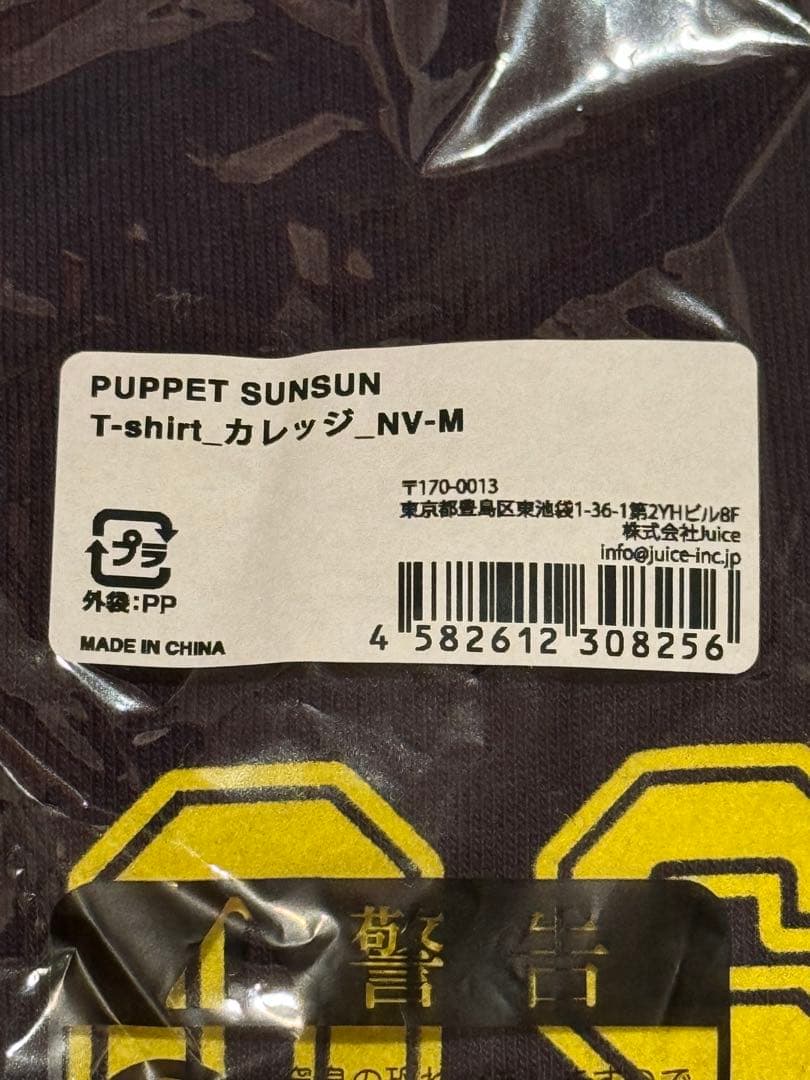 PUPPET SUNSUN
T-shirt_カレッジ_NV-M
〒170-0013
東京都豊島区東池袋1-36-1第2YHビル8F
株式会社Juice
info@juice-inc.jp
プラ
外袋:PP
MADE IN CHINA
4 582612 308256
警告